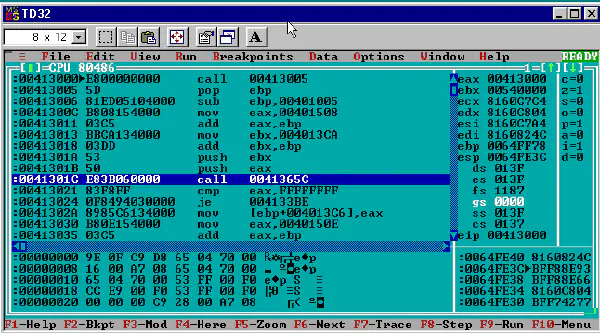 TD32
8 x 12
A
File Edit View Run Breakpoints Data Options Window Help READY
CPU 80486 1
:00413000▶E800000000 call 00413005 eax 00413000 c=0
:00413005 5D pop ebp ebx 00540000 z=1
:00413006 81ED05104000 sub ebp,00401005 ecx 8160C7C4 s=0
:0041300C B808154000 mov eax,00401508 edx 8160C804 o=0
:00413011 03C5 add eax,ebp esi 8160C7A4 p=1
:00413013 BBCA134000 mov ebx,004013CA edi 8160824C a=0
:00413018 03DD add ebx,ebp ebp 0064FF78 i=1
:0041301A 53 push ebx esp 0064FE3C d=0
:0041301B 50 push eax ds 013F
:0041301C E83B060000 call 0041365C es 013F
:00413021 83F8FF cmp eax,FFFFFFFF fs 1187
:00413024 0F8494030000 je 004133BE gs 0000
:0041302A 8985C6134000 mov [ebp+004013C6],eax ss 013F
:00413030 B80E154000 mov eax,0040150E cs 0137
:00413035 03C5 add eax,ebp eip 00413000
:00000000 9E 0F C9 D8 65 04 70 00 :0064FE40 8160824C
:00000008 16 00 A7 08 65 04 70 00 :0064FE3C▶BFF88E93
:00000010 65 04 70 00 53 FF 00 F0 :0064FE38 BFF88E66
:00000018 CC E9 00 F0 53 FF 00 F0 :0064FE34 8160C804
:00000020 00 00 00 C9 28 00 A7 08 :0064FE30 BFF74277
F1-Help F2-Bkpt F3-Mod F4-Here F5-Zoom F6-Next F7-Trace F8-Step F9-Run F10-Menu